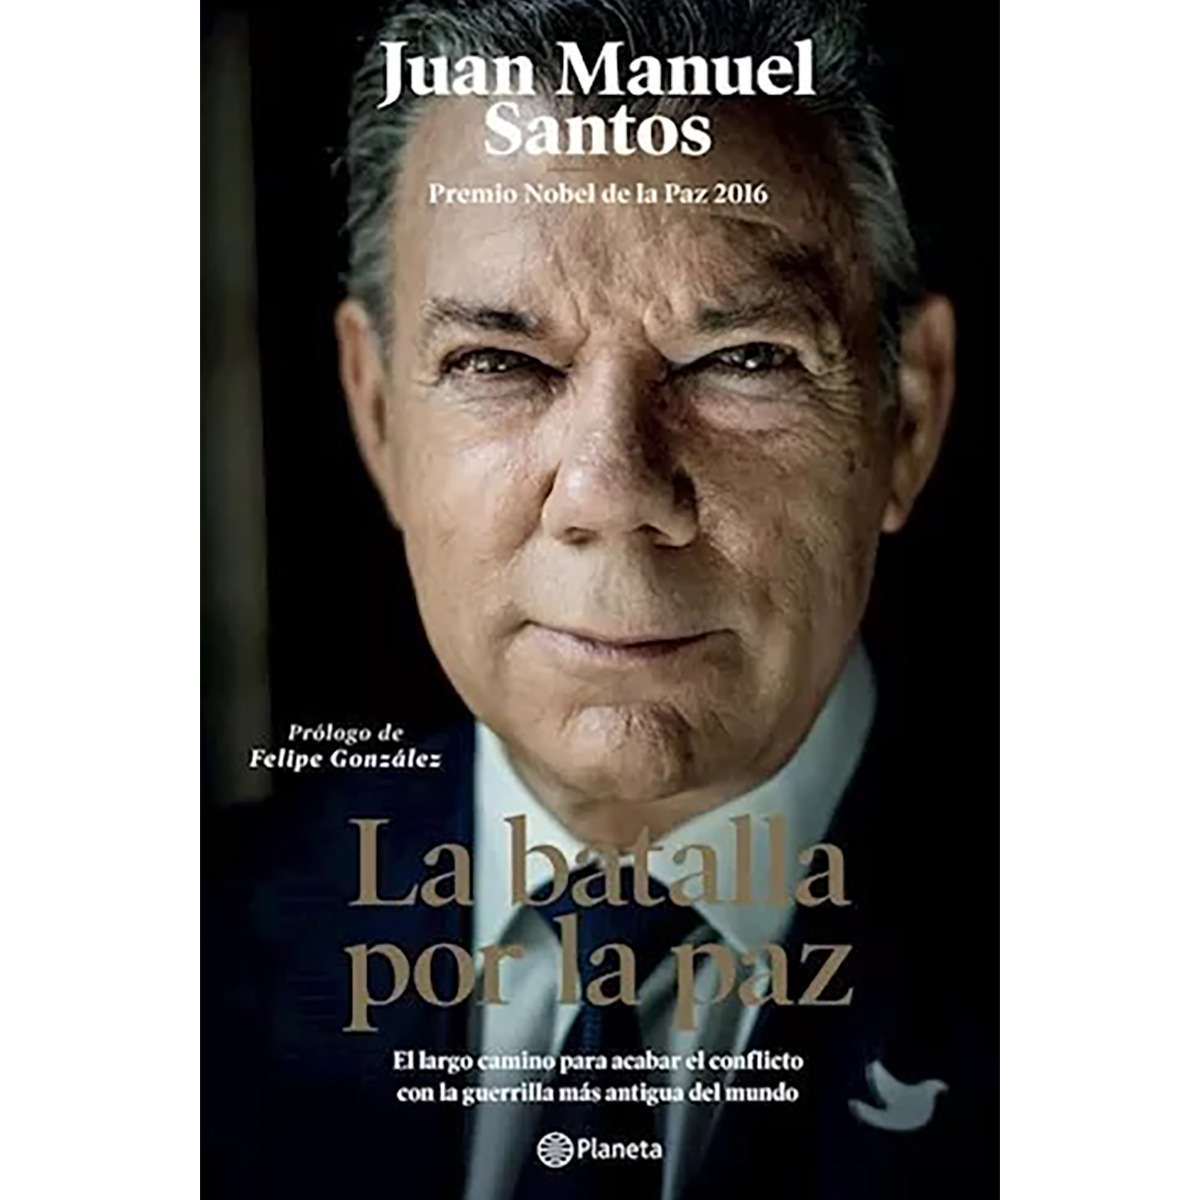 Juan Manuel
Santos
Premio Nobel de la Paz 2016
Prólogo de
Felipe González
La batalla
por la paz
El largo camino para acabar el conflicto
con la guerrilla más antigua del mundo
Planeta